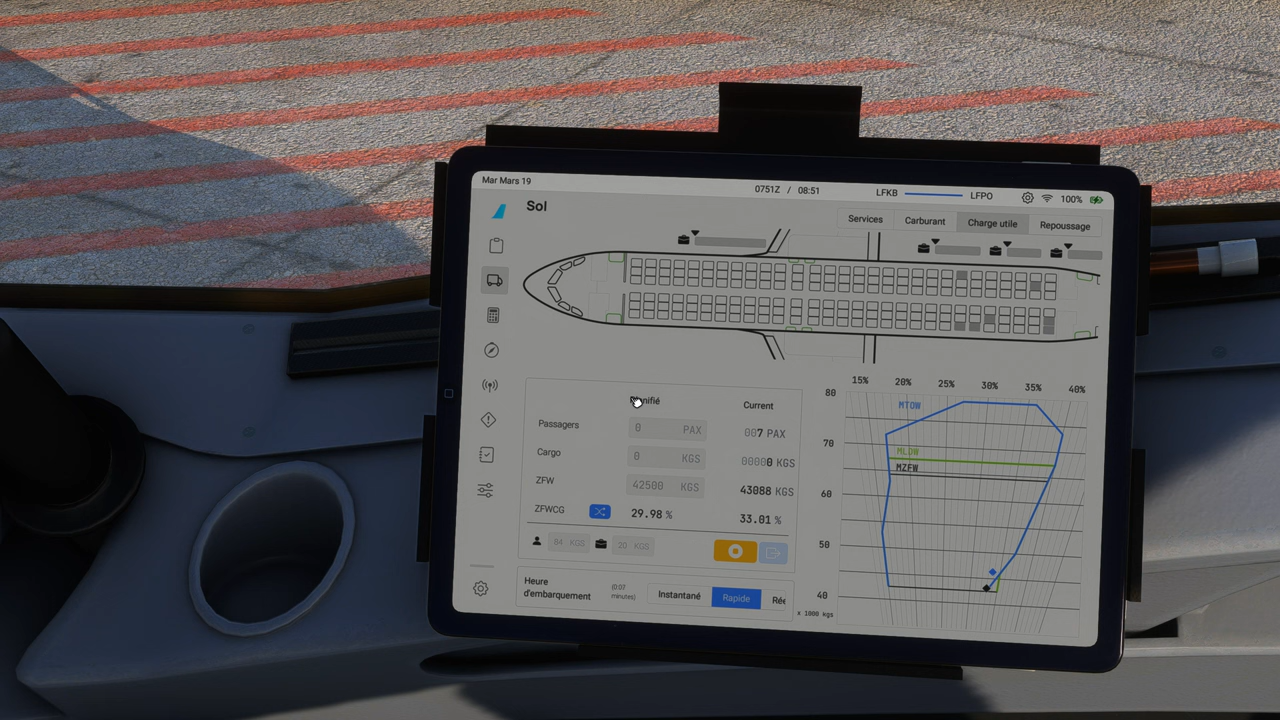 Mar Mars 19
0751Z / 08:51
LFKB LFPO
100%
Sol
Services Carburant Charge utile Repoussage
Current
Passagers 0 PAX 007 PAX
Cargo 0 KGS 00000 KGS
ZFW 42500 KGS 43088 KGS
ZFWCG 29.98 % 33.01 %
84 KGS 20 KGS
Heure d'embarquement
(0:07 minutes)
Instantané Rapide Rée
15% 20% 25% 30% 35% 40%
80
MTOW
70
MLDW
MZFW
60
50
40
x 1000 kgs